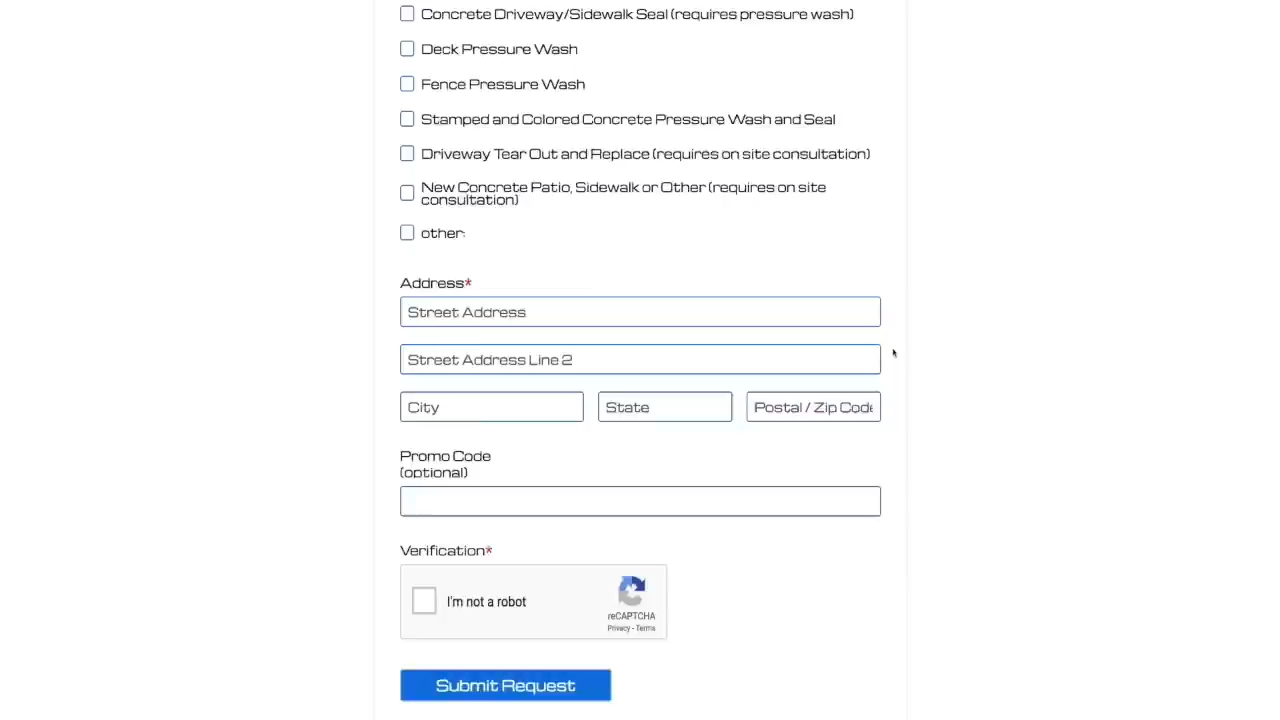 Concrete Driveway/Sidewalk Seal (requires pressure wash)
Deck Pressure Wash
Fence Pressure Wash
Stamped and Colored Concrete Pressure Wash and Seal
Driveway Tear Out and Replace (requires on site consultation)
New Concrete Patio, Sidewalk or Other (requires on site
consultation)
other:
Address*
Street Address
Street Address Line 2
City State Postal / Zip Code
Promo Code
(optional)
Verification*
I'm not a robot
reCAPTCHA
Privacy - Terms
Submit Request